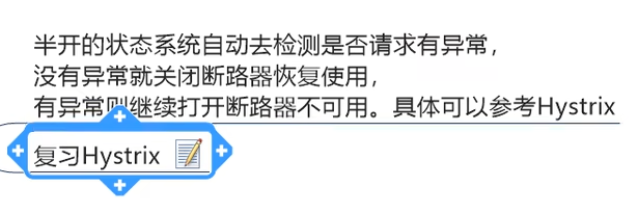 半开的状态系统自动去检测是否请求有异常，
没有异常就关闭断路器恢复使用，
有异常则继续打开断路器不可用。具体可以参考Hystrix
复习Hystrix